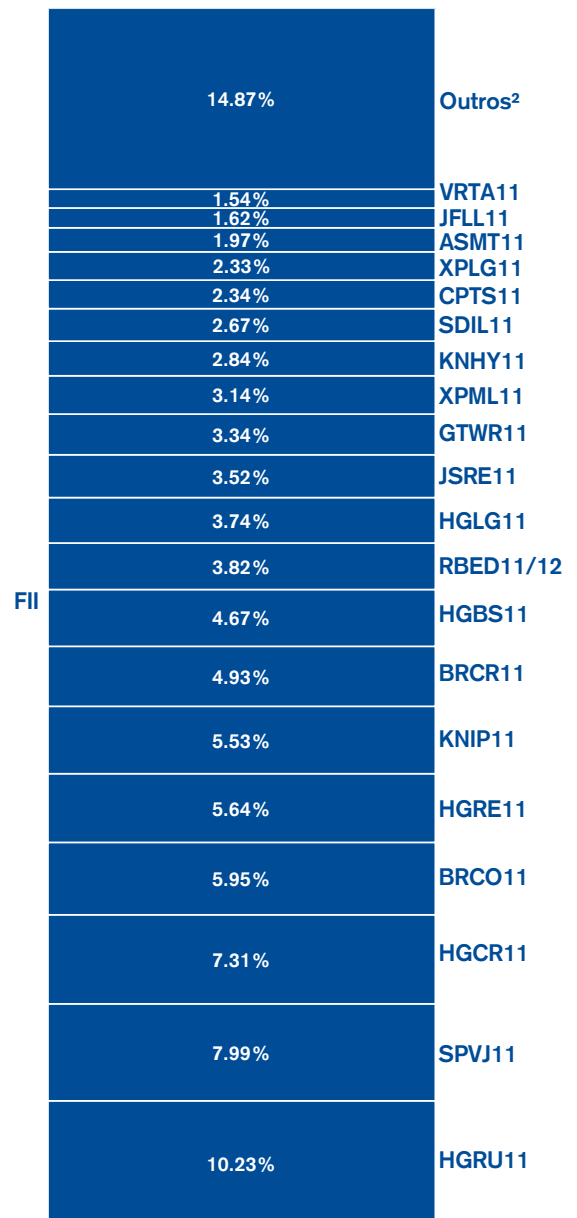 14.87% Outros²
1.54% VRTA11
1.62% JFLL11
1.97% ASMT11
2.33% XPLG11
2.34% CPTS11
2.67% SDIL11
2.84% KNHY11
3.14% XPML11
3.34% GTWR11
3.52% JSRE11
3.74% HGLG11
3.82% RBED11/12
FII
4.67% HGBS11
4.93% BRCR11
5.53% KNIP11
5.64% HGRE11
5.95% BRCO11
7.31% HGCR11
7.99% SPVJ11
10.23% HGRU11